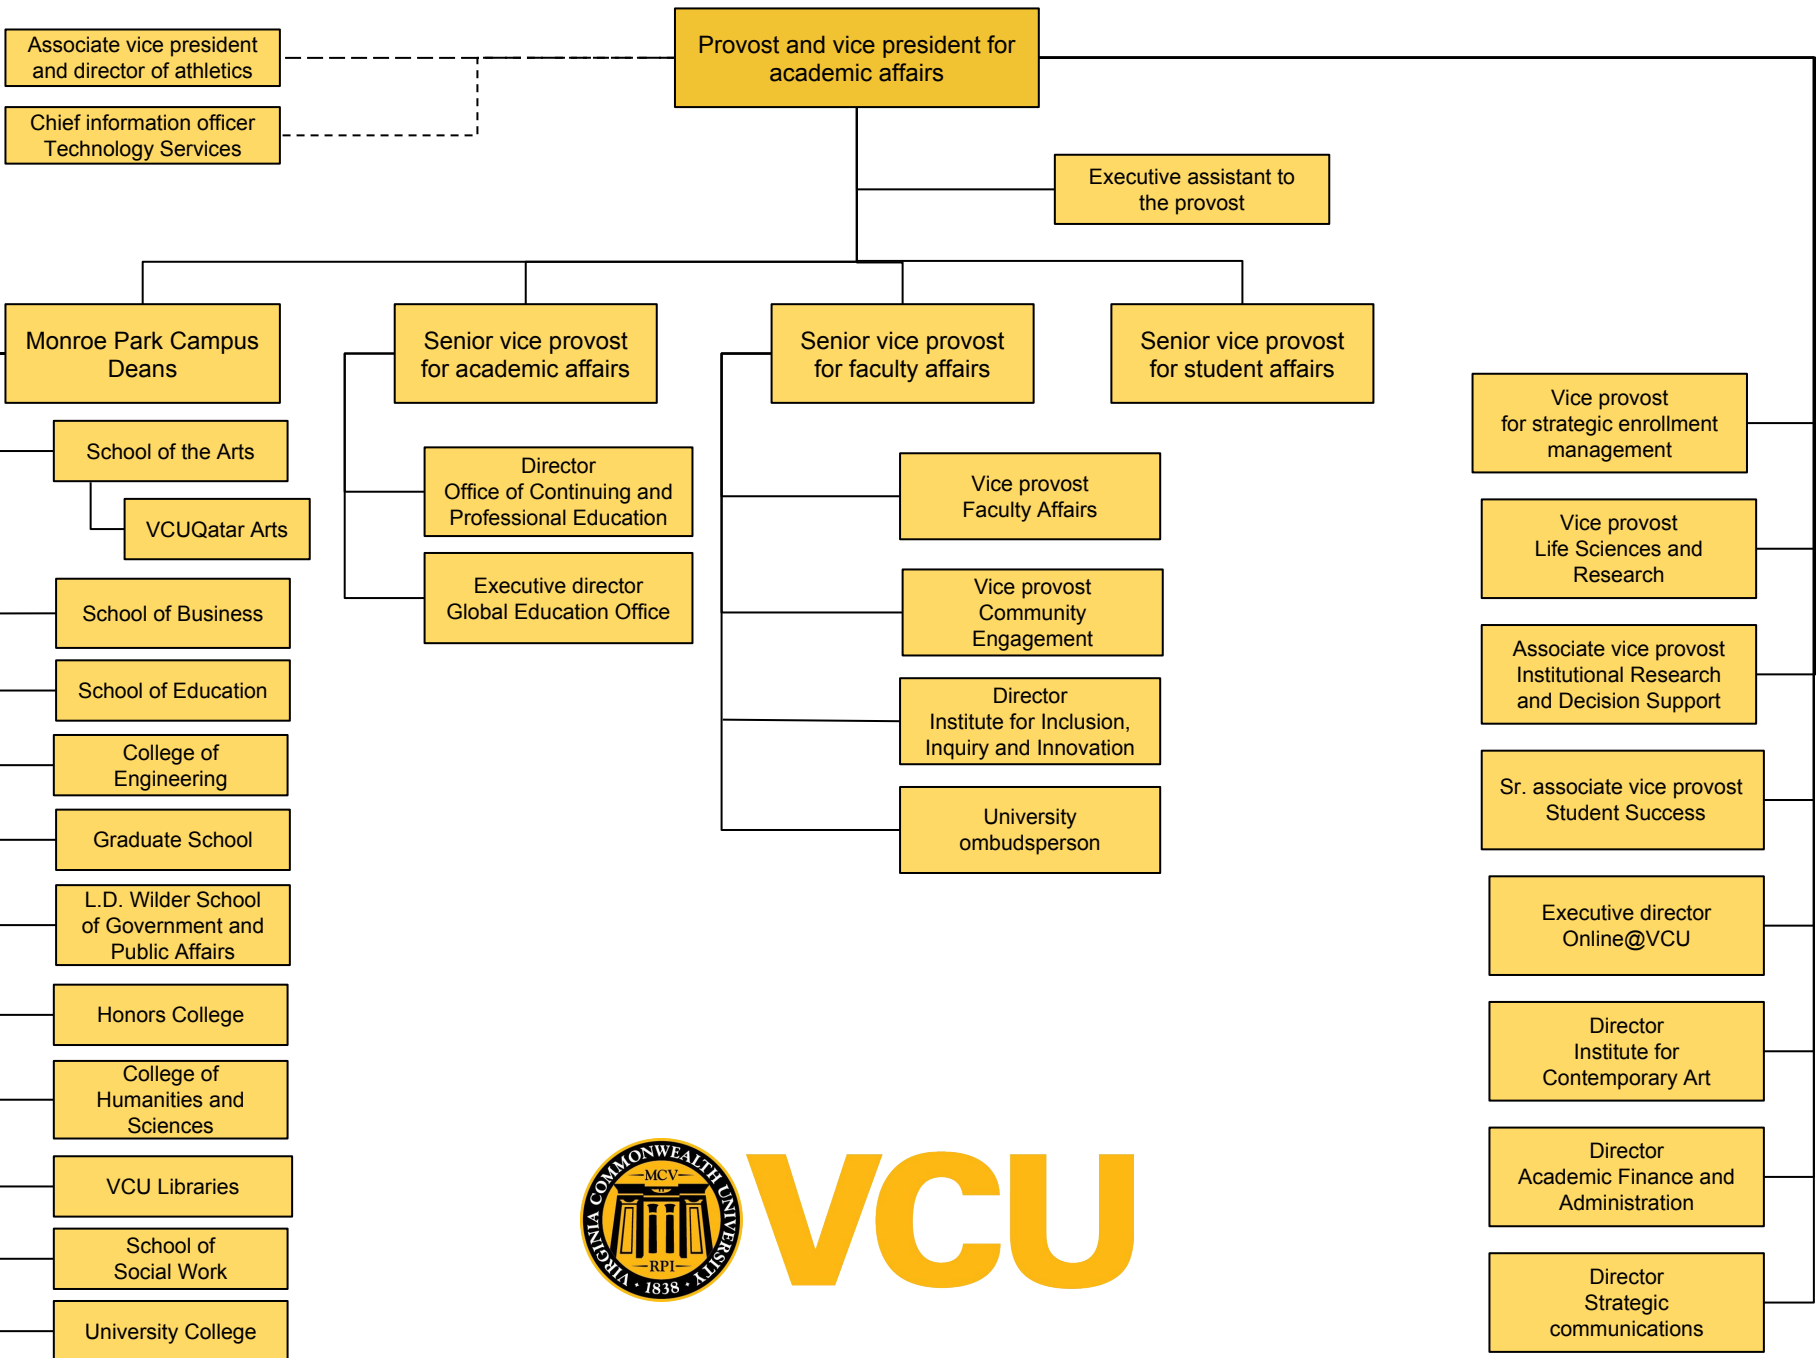 Associate vice president
and director of athletics
Provost and vice president for
academic affairs
Chief information officer
Technology Services
Executive assistant to
the provost
Monroe Park Campus
Deans
Senior vice provost
for academic affairs
Senior vice provost
for faculty affairs
Senior vice provost
for student affairs
School of the Arts
VCUQatar Arts
School of Business
School of Education
College of
Engineering
Graduate School
L.D. Wilder School
of Government and
Public Affairs
Honors College
College of
Humanities and
Sciences
VCU Libraries
School of
Social Work
University College
Director
Office of Continuing and
Professional Education
Executive director
Global Education Office
Vice provost
Faculty Affairs
Vice provost
Community
Engagement
Director
Institute for Inclusion,
Inquiry and Innovation
University
ombudsperson
Vice provost
for strategic enrollment
management
Vice provost
Life Sciences and
Research
Associate vice provost
Institutional Research
and Decision Support
Sr. associate vice provost
Student Success
Executive director
Online@VCU
Director
Institute for
Contemporary Art
Director
Academic Finance and
Administration
Director
Strategic
communications
VIRGINIA COMMONWEALTH UNIVERSITY
MCV
RPI
· 1838 ·
VCU